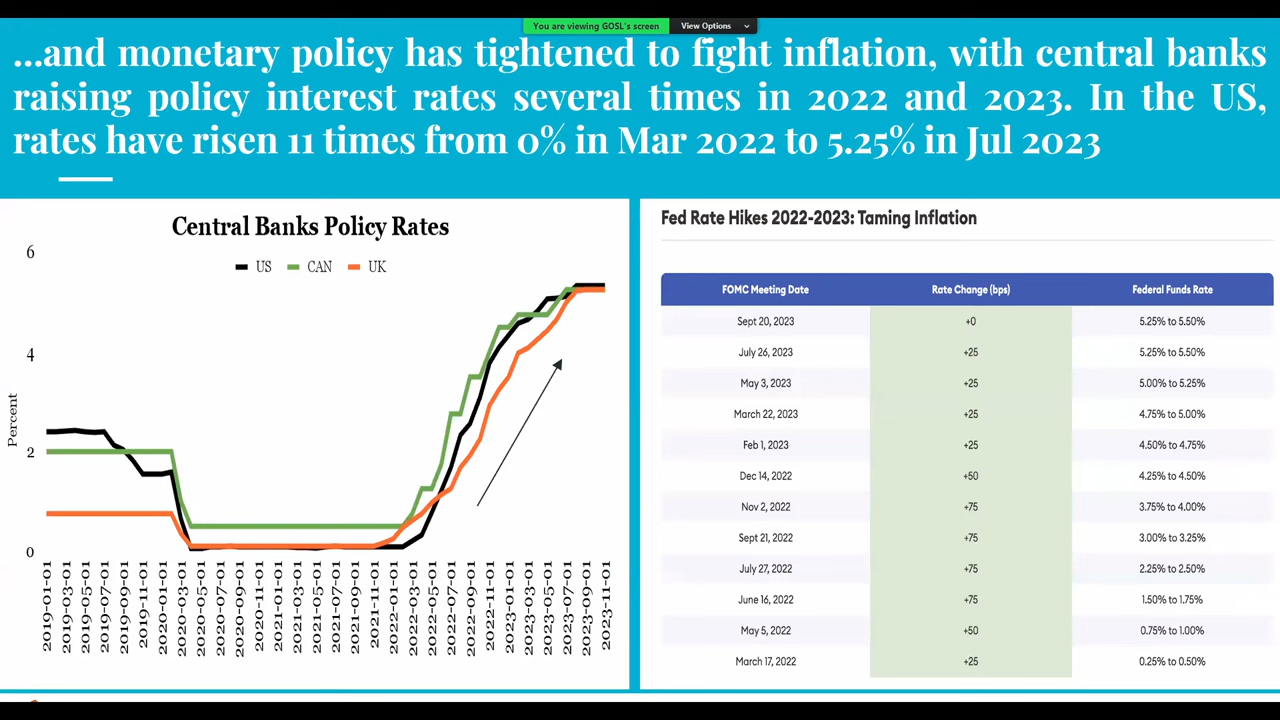 You are viewing GOSL's screen View Options
...and monetary policy has tightened to fight inflation, with central banks
raising policy interest rates several times in 2022 and 2023. In the US,
rates have risen 11 times from 0% in Mar 2022 to 5.25% in Jul 2023
Central Banks Policy Rates
US CAN UK
6
4
2
0
Percent
2019-01-01
2019-03-01
2019-05-01
2019-07-01
2019-09-01
2019-11-01
2020-01-01
2020-03-01
2020-05-01
2020-07-01
2020-09-01
2020-11-01
2021-01-01
2021-03-01
2021-05-01
2021-07-01
2021-09-01
2021-11-01
2022-01-01
2022-03-01
2022-05-01
2022-07-01
2022-09-01
2022-11-01
2023-01-01
2023-03-01
2023-05-01
2023-07-01
2023-09-01
2023-11-01
Fed Rate Hikes 2022-2023: Taming Inflation
FOMC Meeting Date Rate Change (bps) Federal Funds Rate
Sept 20, 2023 +0 5.25% to 5.50%
July 26, 2023 +25 5.25% to 5.50%
May 3, 2023 +25 5.00% to 5.25%
March 22, 2023 +25 4.75% to 5.00%
Feb 1, 2023 +25 4.50% to 4.75%
Dec 14, 2022 +50 4.25% to 4.50%
Nov 2, 2022 +75 3.75% to 4.00%
Sept 21, 2022 +75 3.00% to 3.25%
July 27, 2022 +75 2.25% to 2.50%
June 16, 2022 +75 1.50% to 1.75%
May 5, 2022 +50 0.75% to 1.00%
March 17, 2022 +25 0.25% to 0.50%